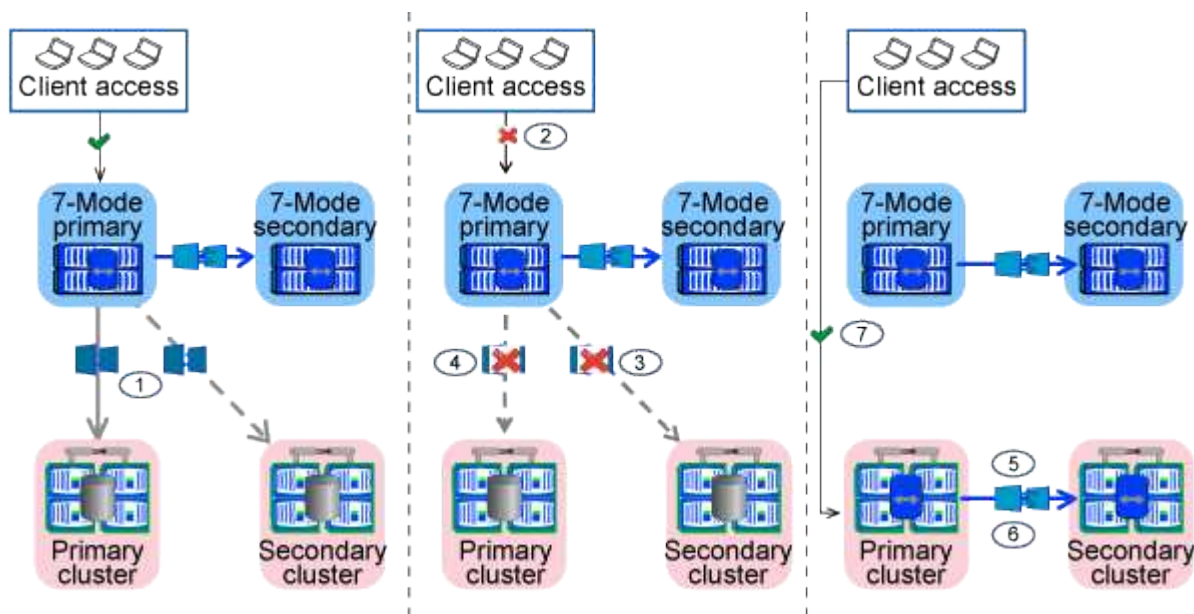 Client access
7-Mode
primary
7-Mode
secondary
1
Primary
cluster
Secondary
cluster
Client access
2
7-Mode
primary
7-Mode
secondary
4
3
Primary
cluster
Secondary
cluster
Client access
7-Mode
primary
7-Mode
secondary
7
5
6
Primary
cluster
Secondary
cluster